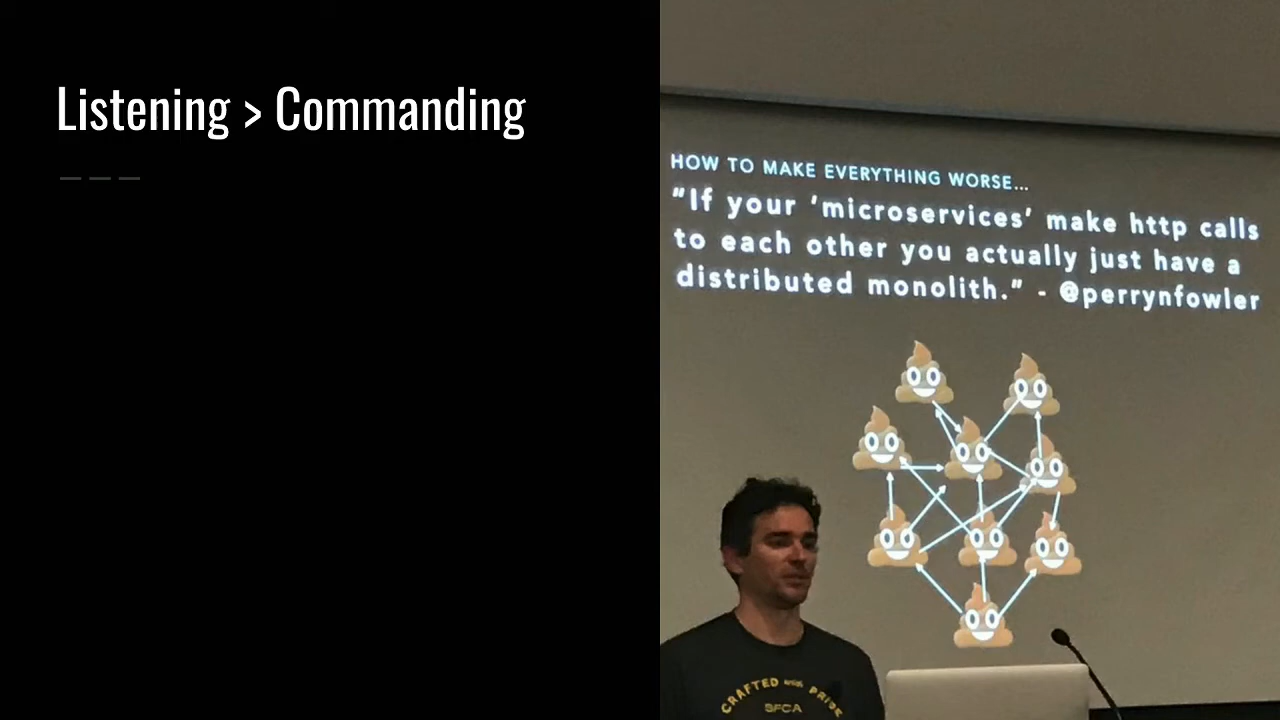 Listening > Commanding
HOW TO MAKE EVERYTHING WORSE...
"If your 'microservices' make http calls
to each other you actually just have a
distributed monolith." - @perrynfowler
CRAFTED with PRIDE
SFCA